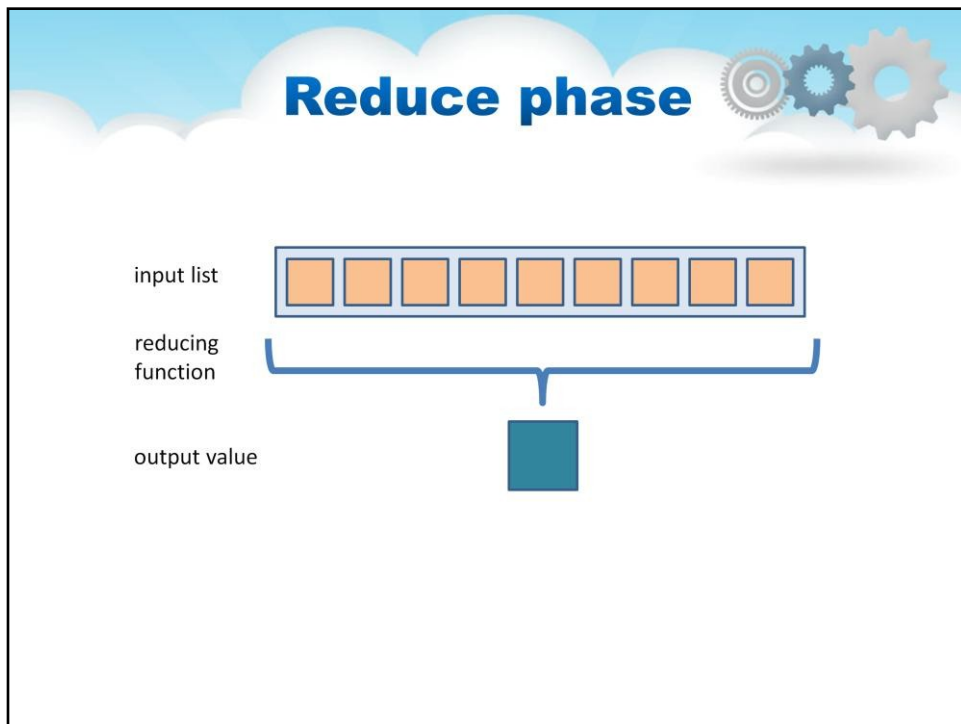 Reduce phase
input list
reducing
function
output value